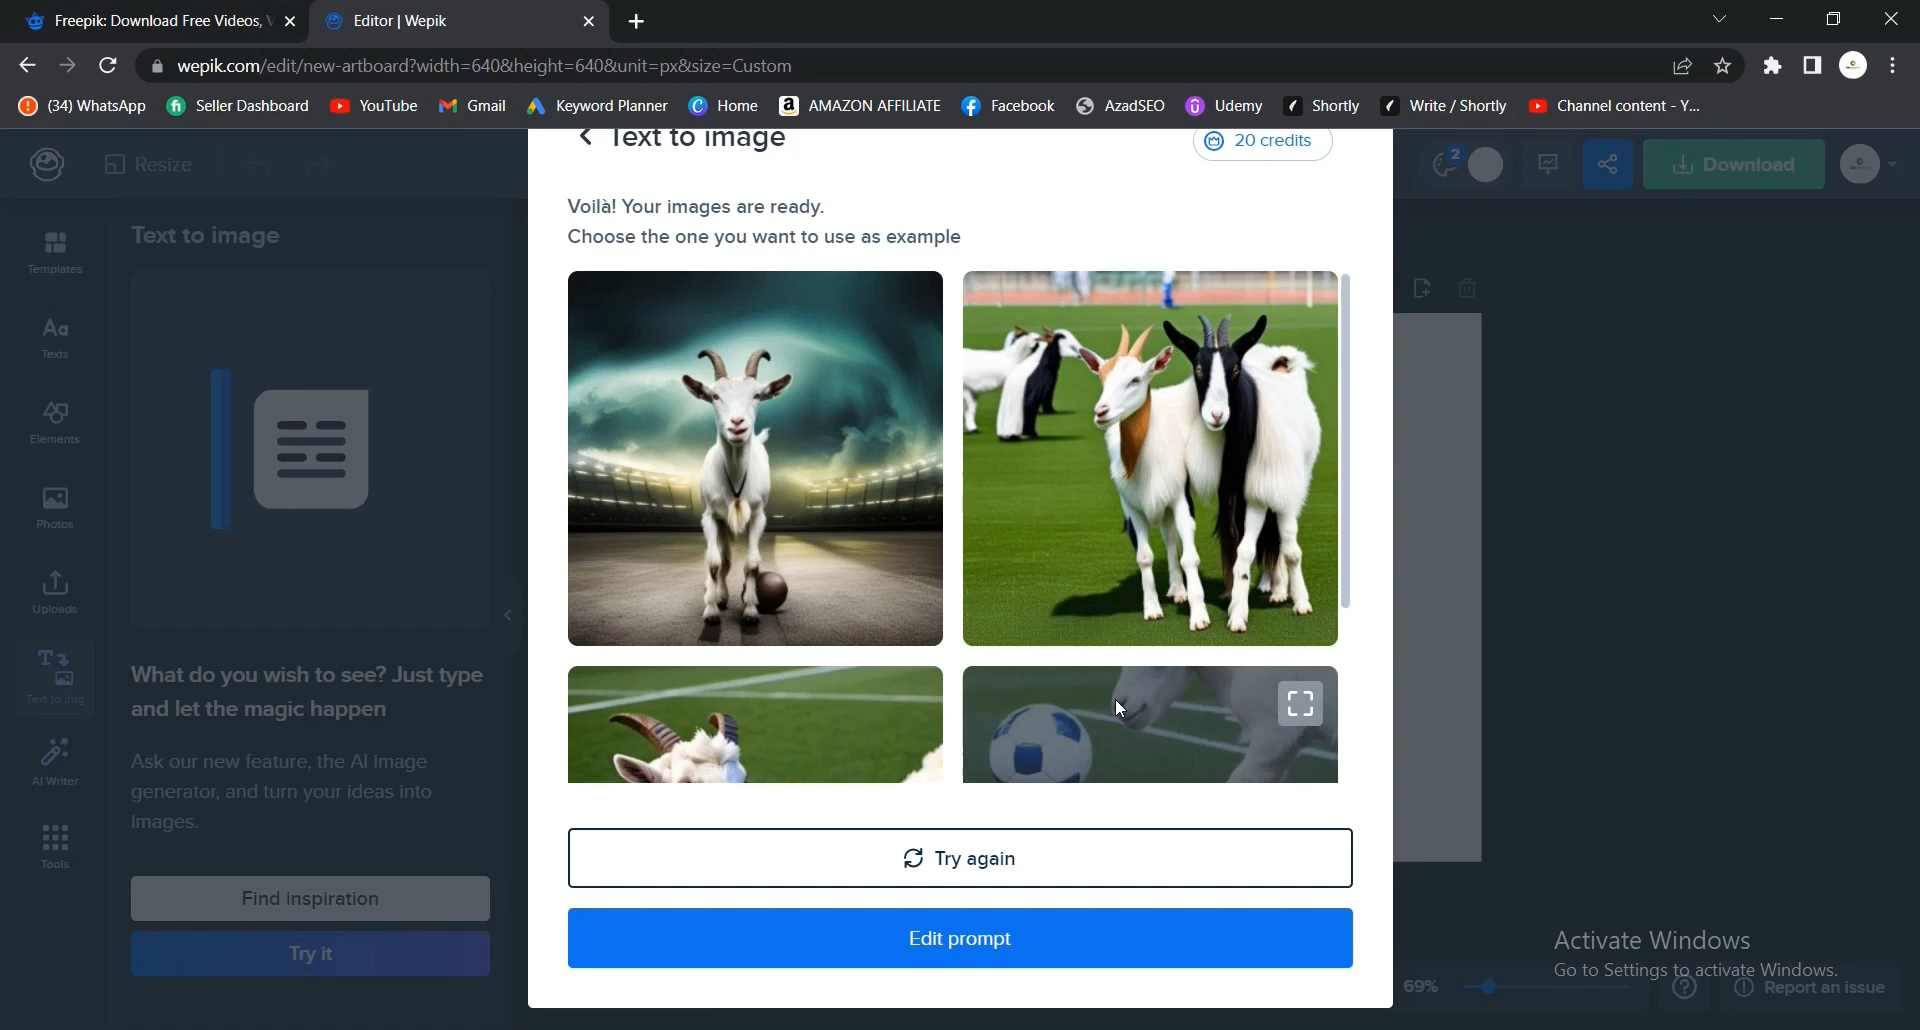 Freepik: Download Free Videos, V
Editor | Wepik
wepik.com/edit/new-artboard?width=640&height=640&unit=px&size=Custom
(34) WhatsApp
Seller Dashboard
YouTube
Gmail
Keyword Planner
Home
AMAZON AFFILIATE
Facebook
AzadSEO
Udemy
Shortly
Write / Shortly
Channel content - Y...
Resize
Text to image
20 credits
2
Download
Voilà! Your images are ready.
Choose the one you want to use as example
Templates
Texts
Elements
Photos
Uploads
Text to img
AI Writer
Tools
Text to image
What do you wish to see? Just type
and let the magic happen
Ask our new feature, the AI image
generator, and turn your ideas into
images.
Find inspiration
Try it
Try again
Edit prompt
Activate Windows
Go to Settings to activate Windows.
69%
Report an issue